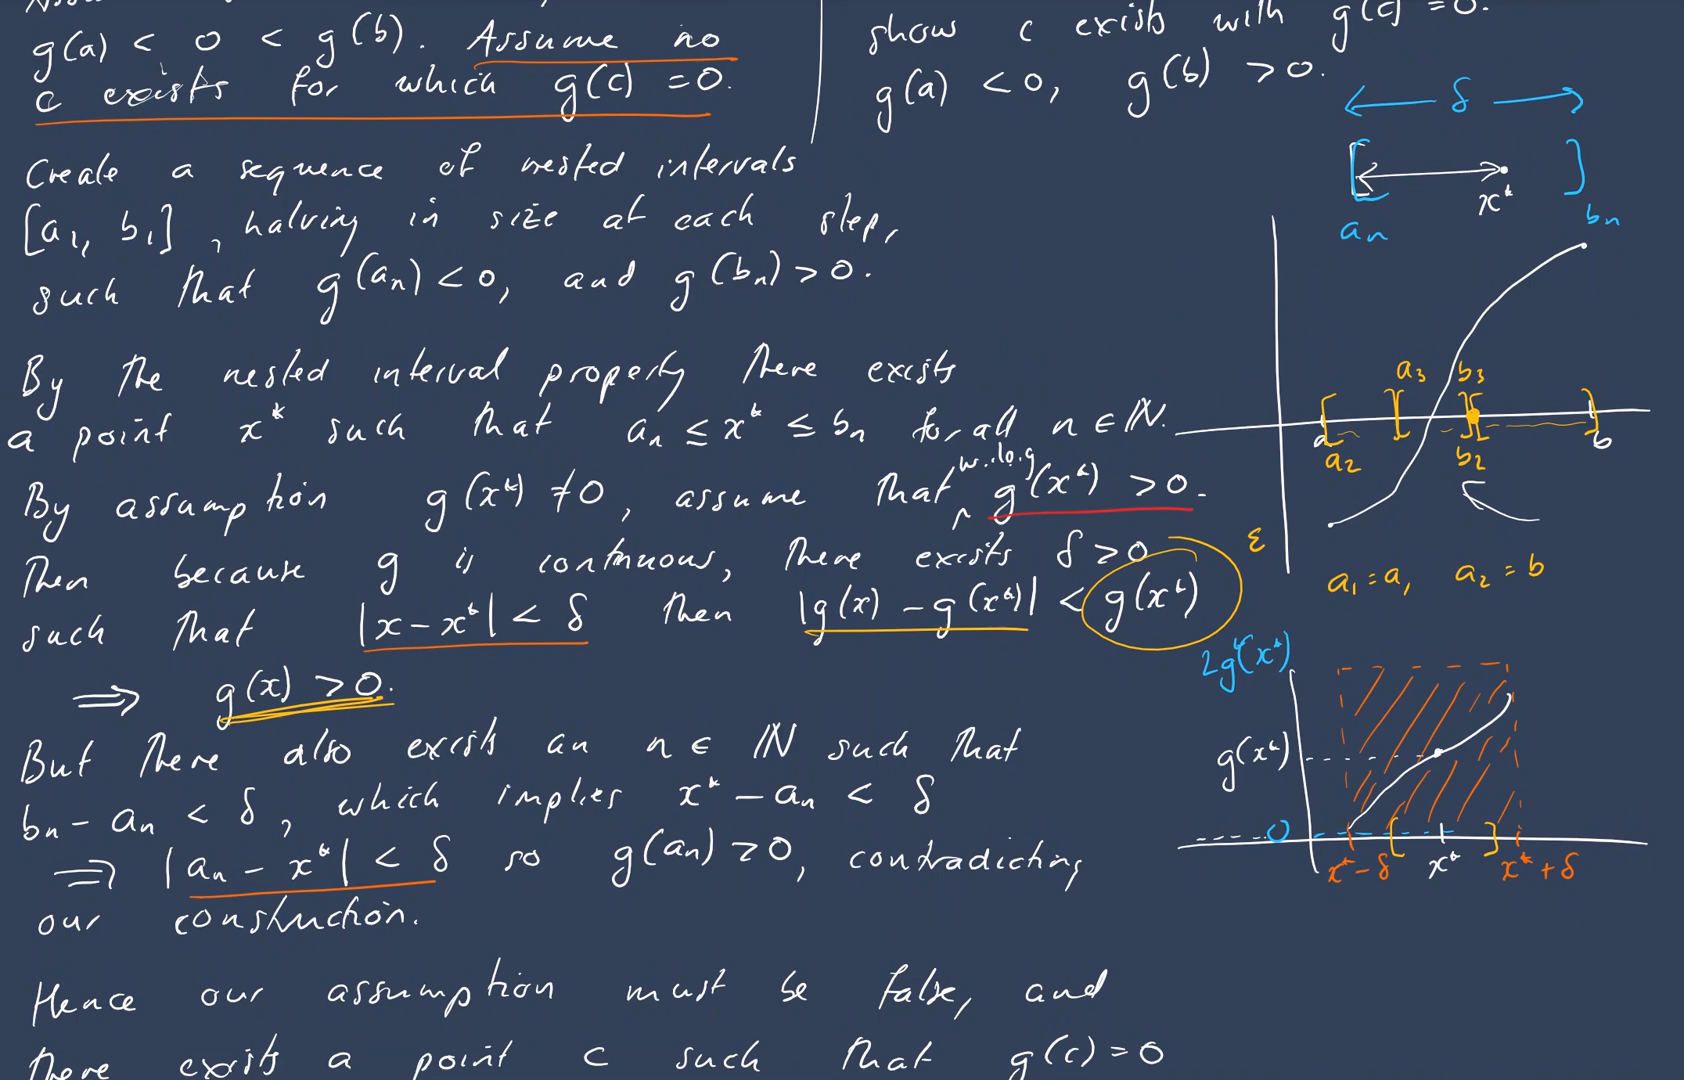 g(a) < 0 < g(b). Assume no
c exists for which g(c) = 0.
Create a sequence of nested intervals
[a₁, b₁], halving in size at each step,
such that g(aₙ) < 0, and g(bₙ) > 0.
By the nested interval property there exists
a point x* such that aₙ ≤ x* ≤ bₙ for all n ∈ ℕ.
By assumption g(x*) ≠ 0, assume that w.l.o.g g(x*) > 0.
Then because g is continuous, there exists δ > 0
such that |x - x*| < δ then |g(x) - g(x*)| < g(x*)
⇒ g(x) > 0.
But there also exists an n ∈ ℕ such that
bₙ - aₙ < δ, which implies x* - aₙ < δ
⇒ |aₙ - x*| < δ so g(aₙ) > 0, contradicting
our construction.
Hence our assumption must be false, and
there exists a point c such that g(c) = 0
show c exists with g(c) = 0.
g(a) < 0, g(b) > 0.
δ
x*
aₙ bₙ
a₃ b₃
a b
a₂ b₂
ε
a₁ = a, a₂ = b
2g(x*)
g(x*)
0
x* - δ x* x* + δ